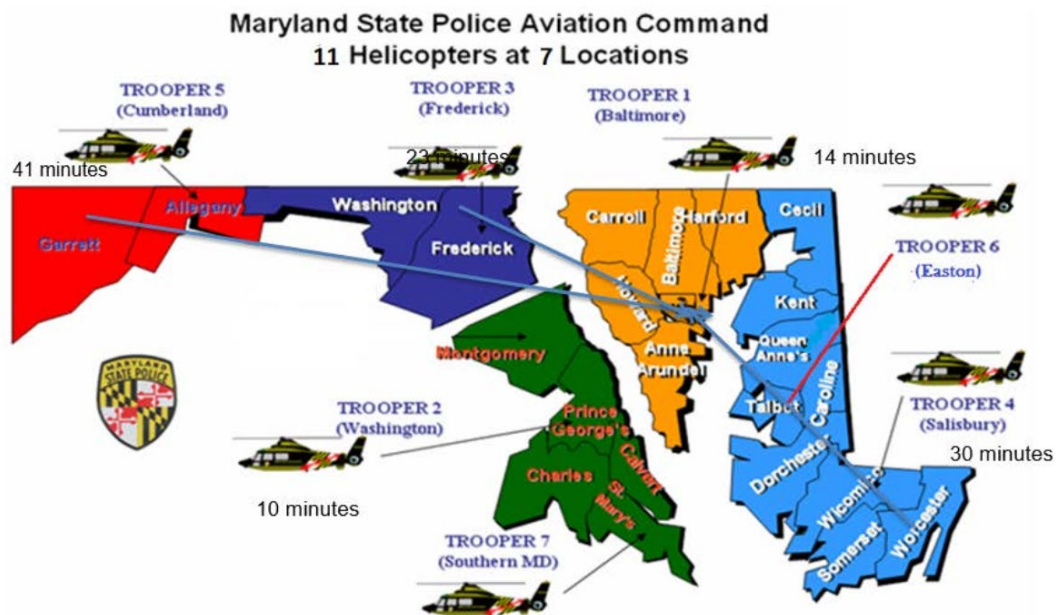 Maryland State Police Aviation Command
11 Helicopters at 7 Locations
TROOPER 5
(Cumberland)
TROOPER 3
(Frederick)
TROOPER 1
(Baltimore)
41 minutes
23 minutes
14 minutes
Garrett
Allegany
Washington
Frederick
Carroll
Baltimore
Harford
Cecil
TROOPER 6
(Easton)
Howard
Kent
Queen
Anne's
Montgomery
Anne
Arundel
Talbot
Caroline
MARYLAND
STATE POLICE
TROOPER 4
(Salisbury)
TROOPER 2
(Washington)
Prince
George's
Calvert
Charles
St.
Mary's
Dorchester
Wicomico
Worcester
Somerset
30 minutes
10 minutes
TROOPER 7
(Southern MD)